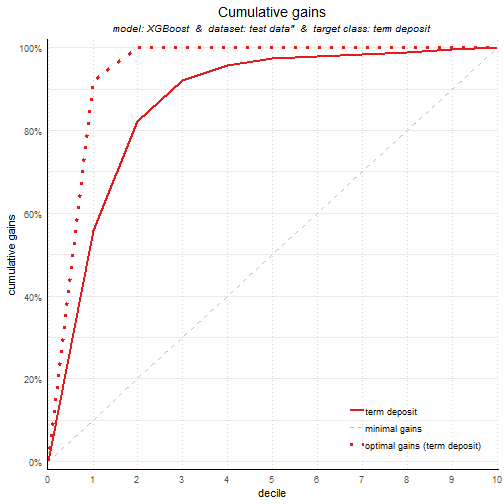 Cumulative gains
model: XGBoost & dataset: test data* & target class: term deposit
100%
80%
60%
40%
20%
0%
cumulative gains
term deposit
minimal gains
optimal gains (term deposit)
0 1 2 3 4 5 6 7 8 9 10
decile